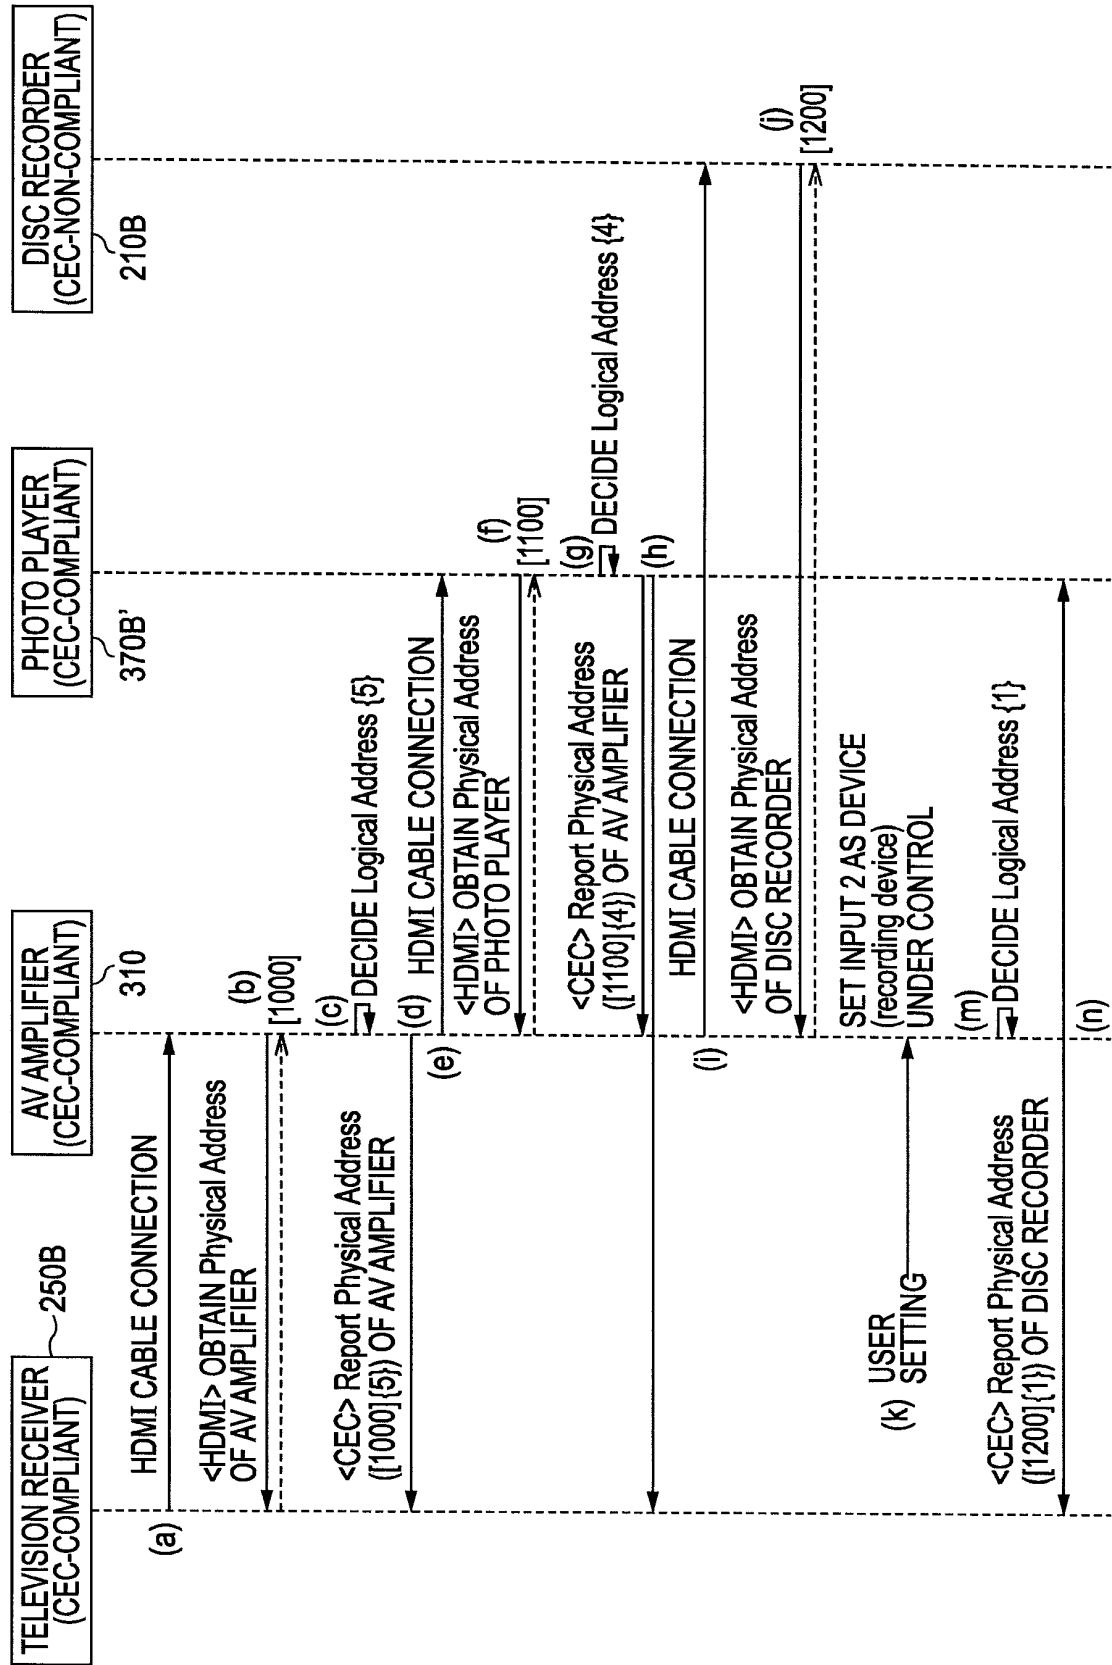 TELEVISION RECEIVER
(CEC-COMPLIANT)
250B
AV AMPLIFIER
(CEC-COMPLIANT)
310
PHOTO PLAYER
(CEC-COMPLIANT)
370B'
DISC RECORDER
(CEC-NON-COMPLIANT)
210B
(a)
HDMI CABLE CONNECTION
<HDMI> OBTAIN Physical Address
OF AV AMPLIFIER
(b)
[1000]
(c)
DECIDE Logical Address {5}
<CEC> Report Physical Address
([1000]{5}) OF AV AMPLIFIER
(d)
(e)
HDMI CABLE CONNECTION
<HDMI> OBTAIN Physical Address
OF PHOTO PLAYER
(f)
[1100]
(g)
DECIDE Logical Address {4}
<CEC> Report Physical Address
([1100]{4}) OF AV AMPLIFIER
(h)
(i)
HDMI CABLE CONNECTION
<HDMI> OBTAIN Physical Address
OF DISC RECORDER
(j)
[1200]
(k)
USER
SETTING
SET INPUT 2 AS DEVICE
(recording device)
UNDER CONTROL
(m)
DECIDE Logical Address {1}
<CEC> Report Physical Address
([1200]{1}) OF DISC RECORDER
(n)